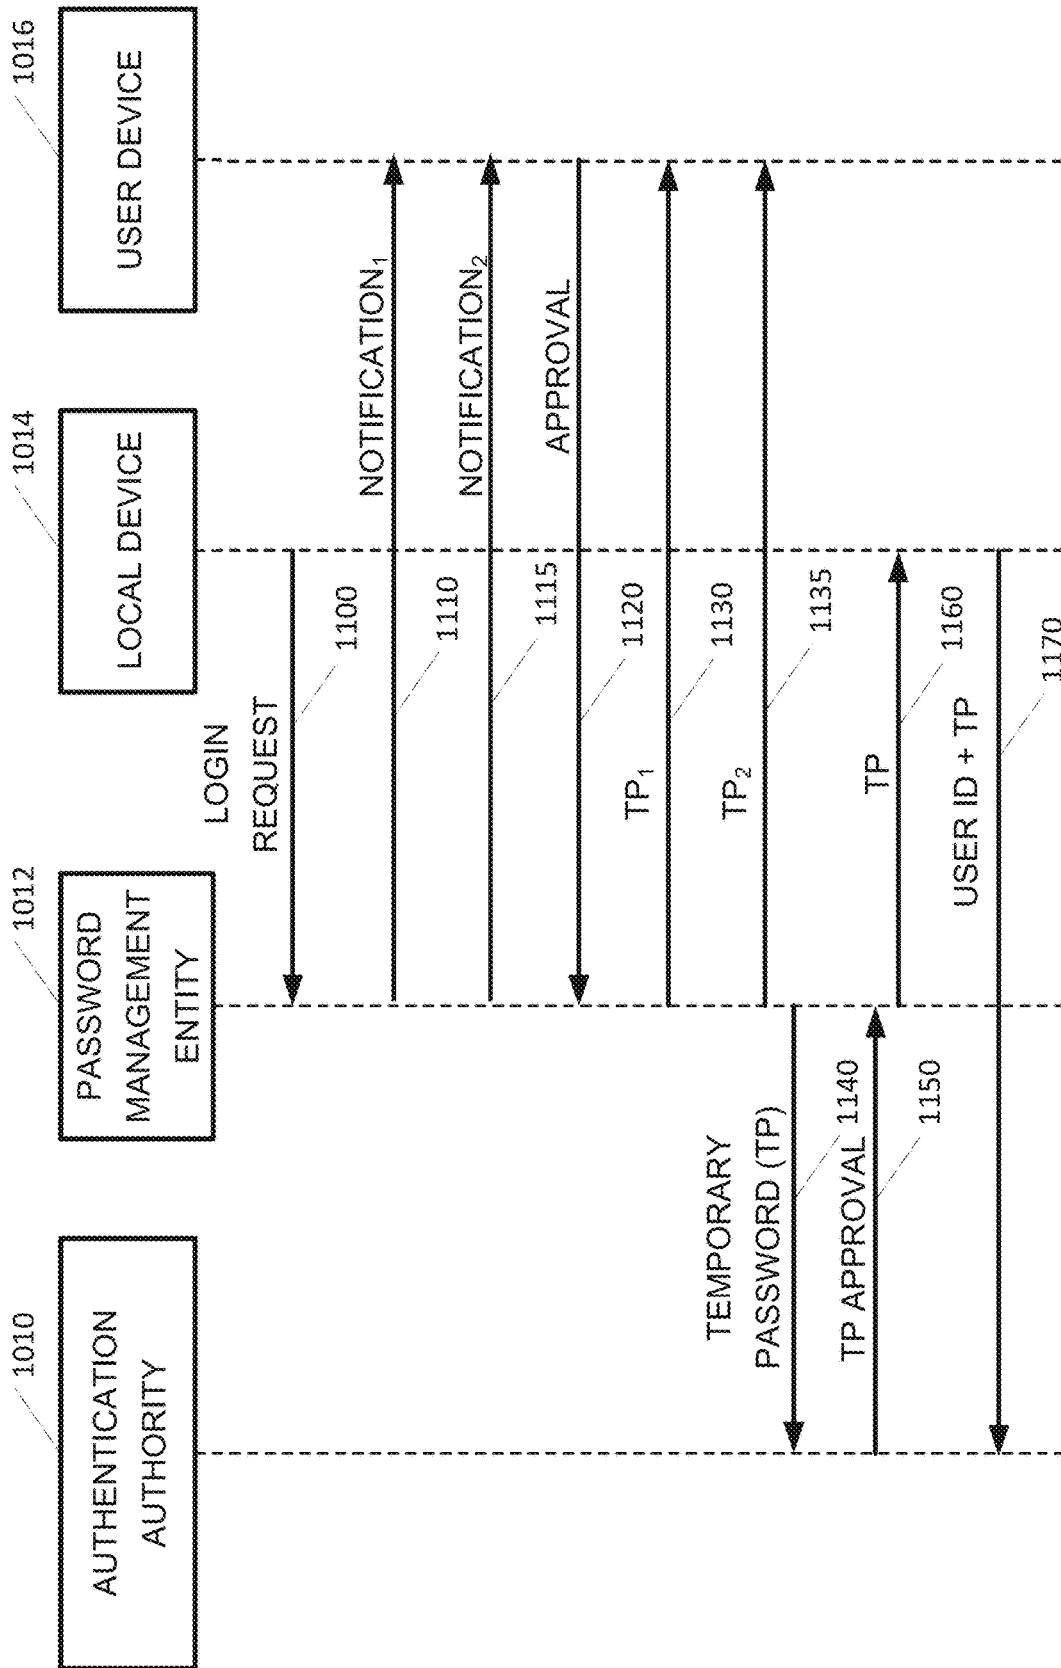 1010
1012
1014
1016
AUTHENTICATION
AUTHORITY
PASSWORD
MANAGEMENT
ENTITY
LOCAL DEVICE
USER DEVICE
LOGIN
REQUEST
1100
NOTIFICATION₁
1110
NOTIFICATION₂
1115
APPROVAL
1120
TP₁
1130
TP₂
1135
TEMPORARY
PASSWORD (TP)
1140
TP APPROVAL
1150
TP
1160
USER ID + TP
1170